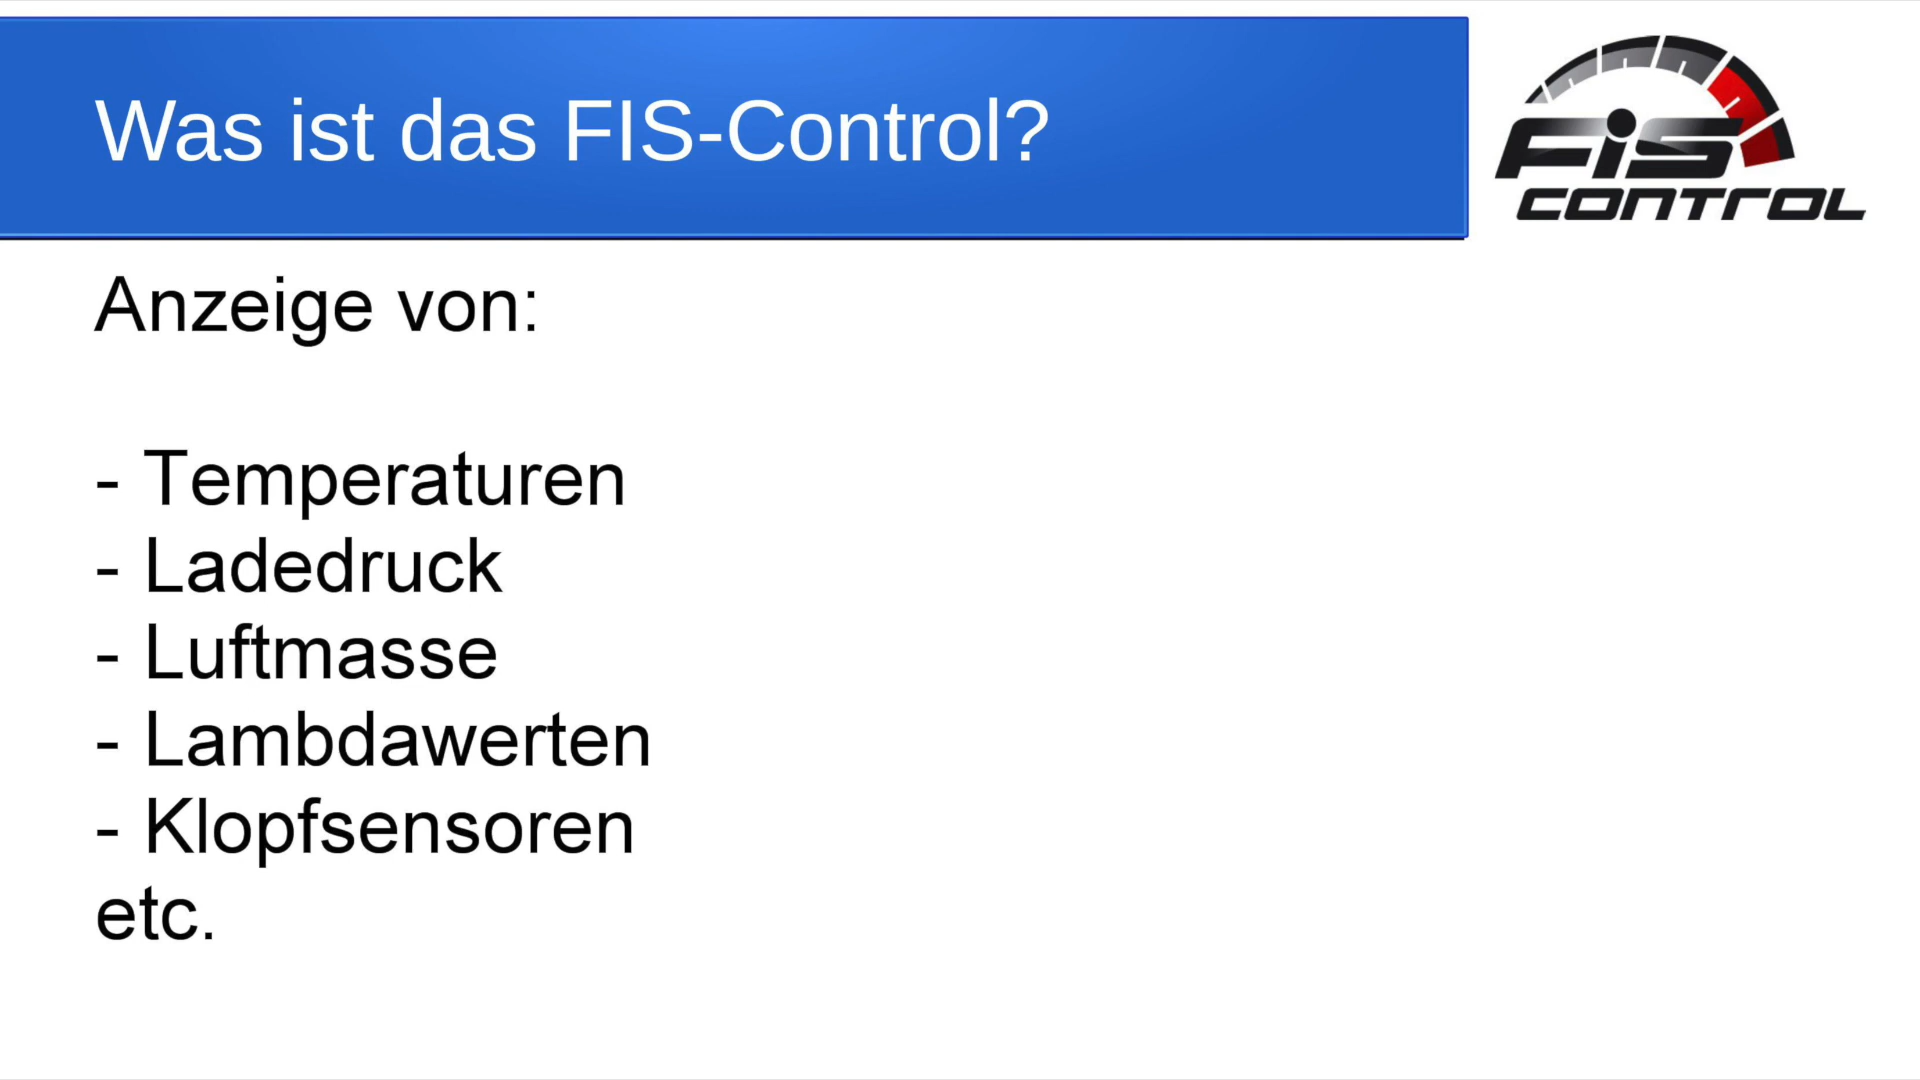 Was ist das FIS-Control?
FIS
CONTROL
Anzeige von:
- Temperaturen
- Ladedruck
- Luftmasse
- Lambdawerten
- Klopfsensoren
etc.